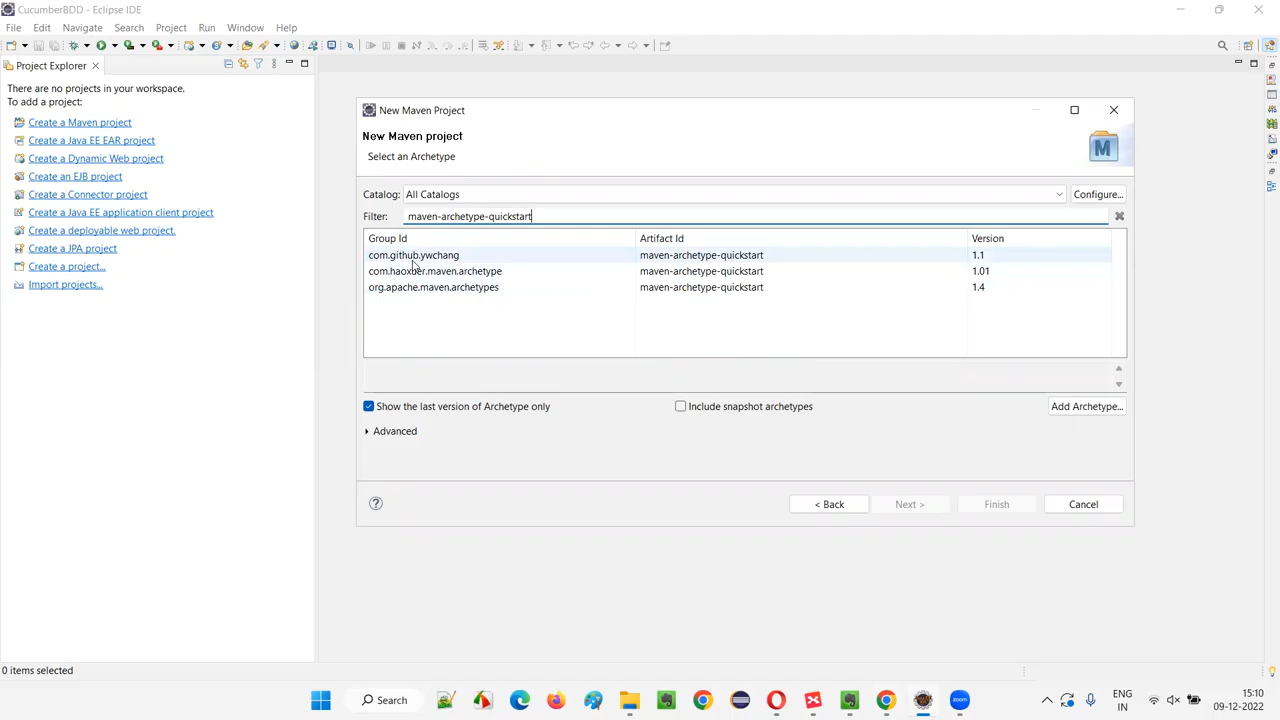 CucumberBDD - Eclipse IDE
File Edit Navigate Search Project Run Window Help
Project Explorer
There are no projects in your workspace.
To add a project:
Create a Maven project
Create a Java EE EAR project
Create a Dynamic Web project
Create an EJB project
Create a Connector project
Create a Java EE application client project
Create a deployable web project.
Create a JPA project
Create a project...
Import projects...
New Maven Project
New Maven project
Select an Archetype
M
Catalog: All Catalogs Configure...
Filter: maven-archetype-quickstart
Group Id Artifact Id Version
com.github.ywchang maven-archetype-quickstart 1.1
com.haoxuer.maven.archetype maven-archetype-quickstart 1.01
org.apache.maven.archetypes maven-archetype-quickstart 1.4
Show the last version of Archetype only Include snapshot archetypes Add Archetype...
Advanced
? < Back Next > Finish Cancel
0 items selected
Search
zoom
ENG
IN
15:10
09-12-2022